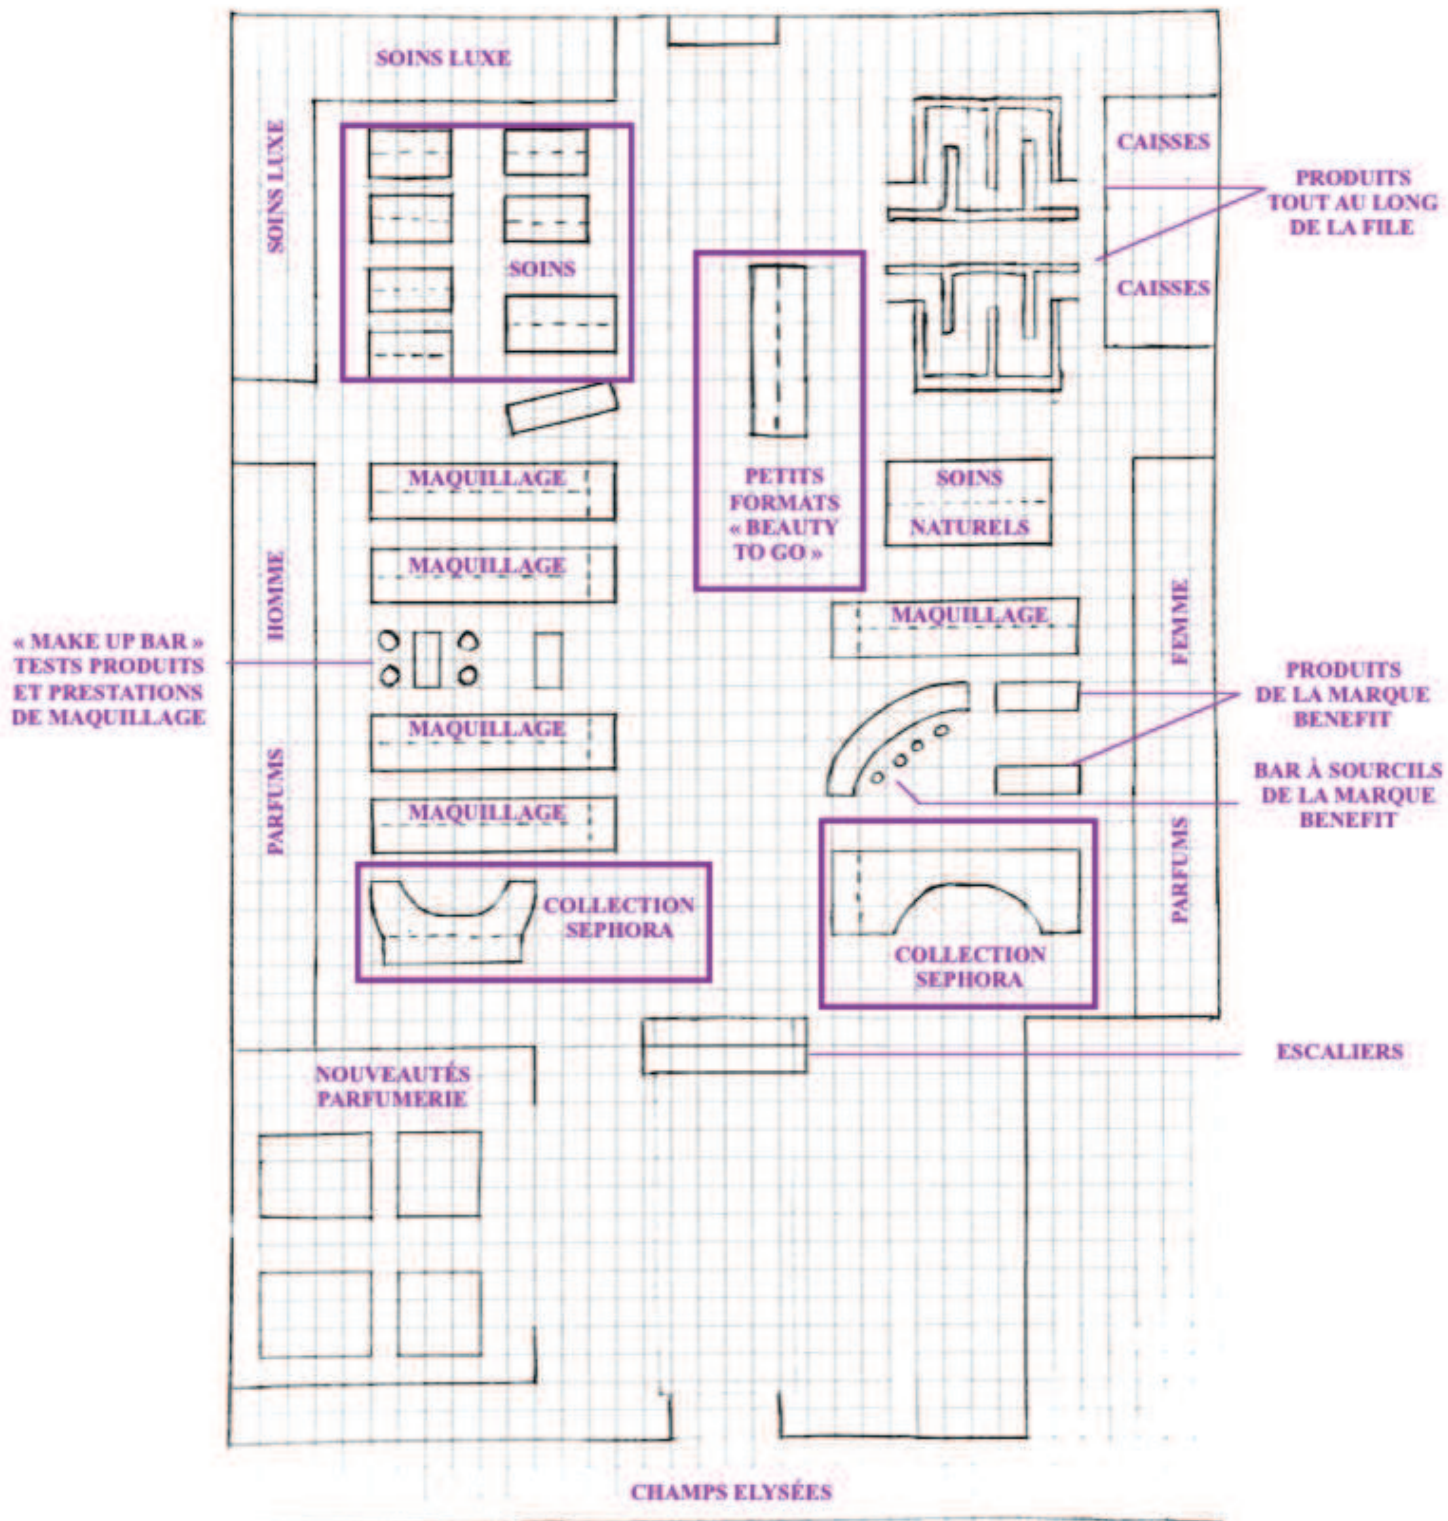 SOINS LUXE
SOINS LUXE
SOINS
CAISSES
CAISSES
PRODUITS
TOUT AU LONG
DE LA FILE
MAQUILLAGE
MAQUILLAGE
PETITS
FORMATS
« BEAUTY
TO GO »
SOINS
NATURELS
MAQUILLAGE
HOMME
PARFUMS
FEMME
PARFUMS
« MAKE UP BAR »
TESTS PRODUITS
ET PRESTATIONS
DE MAQUILLAGE
PRODUITS
DE LA MARQUE
BENEFIT
MAQUILLAGE
MAQUILLAGE
BAR À SOURCILS
DE LA MARQUE
BENEFIT
COLLECTION
SEPHORA
COLLECTION
SEPHORA
ESCALIERS
NOUVEAUTÉS
PARFUMERIE
CHAMPS ELYSÉES